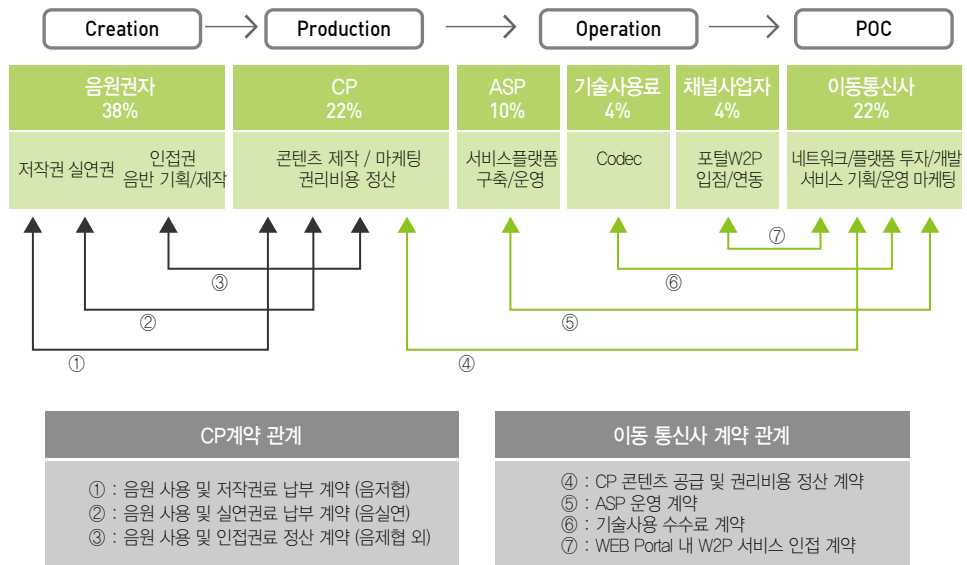 Creation
Production
Operation
POC
음원권자
38%
CP
22%
ASP
10%
기술사용료
4%
채널사업자
4%
이동통신사
22%
저작권 실연권
인접권
음반 기획/제작
콘텐츠 제작 / 마케팅
권리비용 정산
서비스플랫폼
구축/운영
Codec
포털W2P
입점/연동
네트워크/플랫폼 투자/개발
서비스 기획/운영 마케팅
⑦
③
⑥
②
⑤
①
④
CP계약 관계
① : 음원 사용 및 저작권료 납부 계약 (음저협)
② : 음원 사용 및 실연권료 납부 계약 (음실연)
③ : 음원 사용 및 인접권료 정산 계약 (음제협 외)
이동 통신사 계약 관계
④ : CP 콘텐츠 공급 및 권리비용 정산 계약
⑤ : ASP 운영 계약
⑥ : 기술사용 수수료 계약
⑦ : WEB Portal 내 W2P 서비스 인접 계약